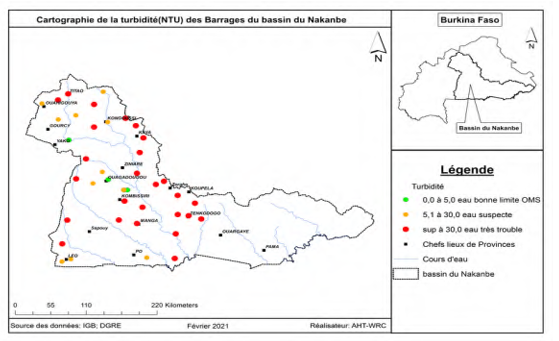 Cartographie de la turbidité(NTU) des Barrages du bassin du Nakanbe
Burkina Faso
N
N
TITAO
OUAHIGOUYA
GOURCY
YAKO
KAYA
ZINIARE
OUAGADOUGOU
KOUPELA
KOMBISSIRI
TENKODOGO
MANGA
Sapouy
OUARGAYE
PAMA
PO
LEO
Bassin du Nakanbe
Légende
Turbidité
0,0 à 5,0 eau bonne limite OMS
5,1 à 30,0 eau suspecte
sup à 30,0 eau très trouble
Chefs lieux de Provinces
Cours d'eau
bassin du Nakanbe
0 55 110 220 Kilometers
Source des données: IGB; DGRE Février 2021 Réalisateur: AHT-WRC